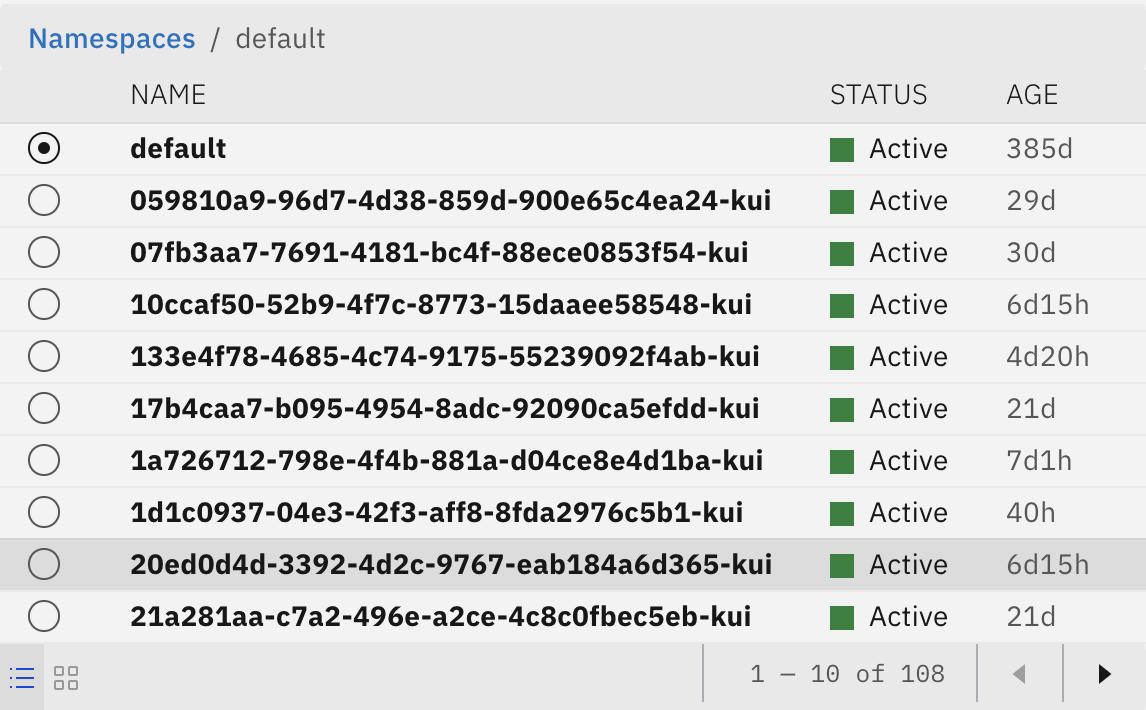 Namespaces / default
NAME STATUS AGE
default Active 385d
059810a9-96d7-4d38-859d-900e65c4ea24-kui Active 29d
07fb3aa7-7691-4181-bc4f-88ece0853f54-kui Active 30d
10ccaf50-52b9-4f7c-8773-15daaee58548-kui Active 6d15h
133e4f78-4685-4c74-9175-55239092f4ab-kui Active 4d20h
17b4caa7-b095-4954-8adc-92090ca5efdd-kui Active 21d
1a726712-798e-4f4b-881a-d04ce8e4d1ba-kui Active 7d1h
1d1c0937-04e3-42f3-aff8-8fda2976c5b1-kui Active 40h
20ed0d4d-3392-4d2c-9767-eab184a6d365-kui Active 6d15h
21a281aa-c7a2-496e-a2ce-4c8c0fbec5eb-kui Active 21d
1 – 10 of 108